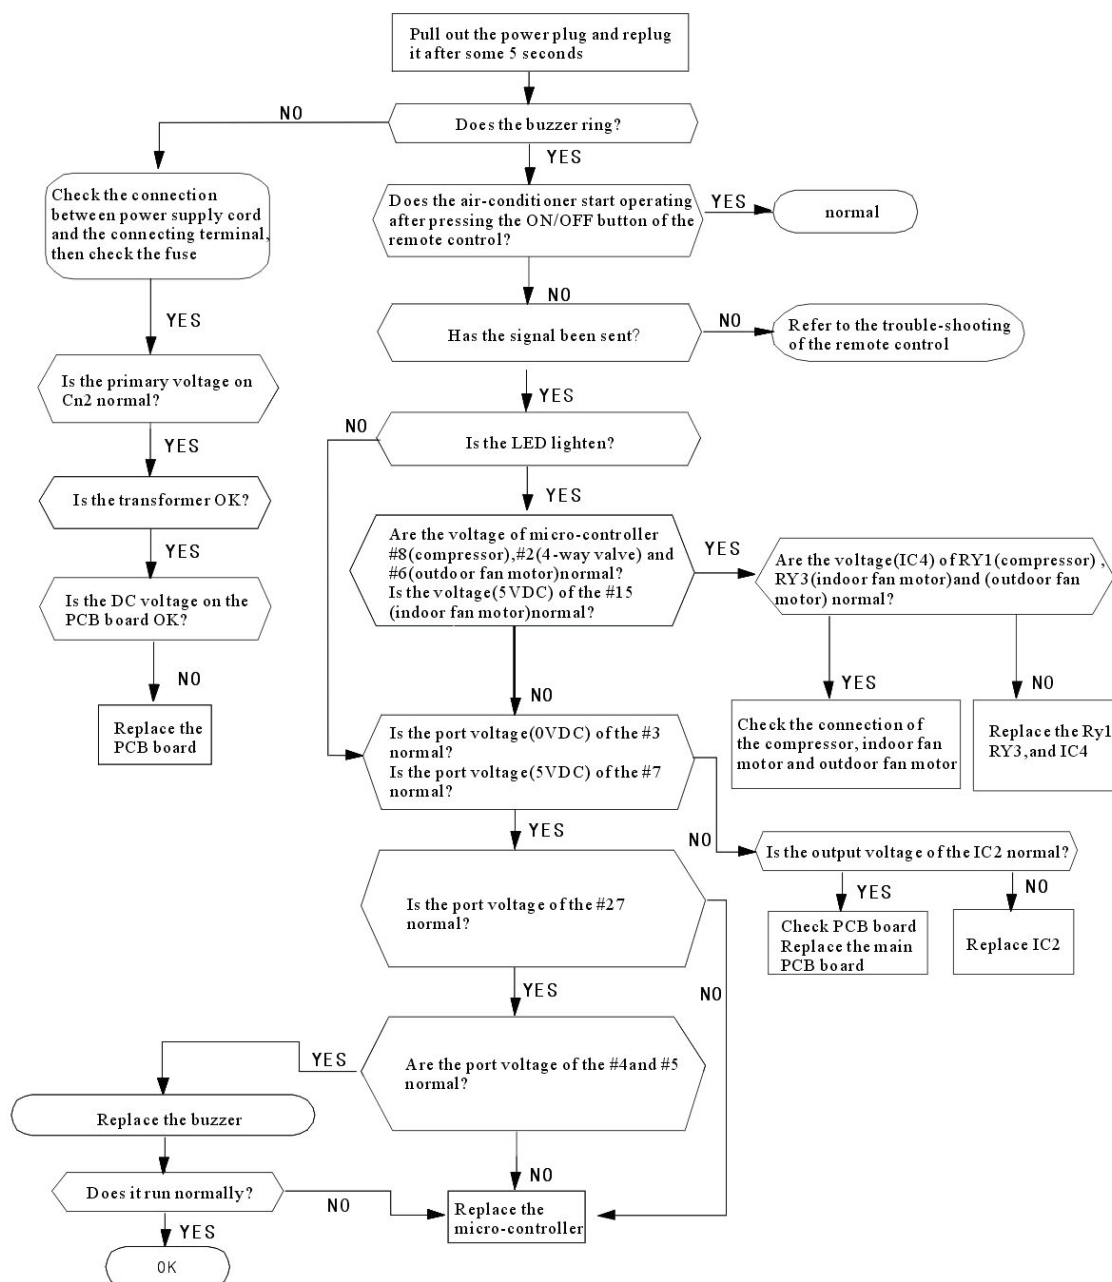 Pull out the power plug and replug
it after some 5 seconds
NO
Does the buzzer ring?
YES
Check the connection
between power supply cord
and the connecting terminal,
then check the fuse
Does the air-conditioner start operating
after pressing the ON/OFF button of the
remote control?
YES
normal
NO
YES
Has the signal been sent?
NO
Refer to the trouble-shooting
of the remote control
Is the primary voltage on
Cn2 normal?
YES
NO
Is the LED lighten?
YES
Is the transformer OK?
YES
Are the voltage of micro-controller
#8(compressor),#2(4-way valve) and
#6(outdoor fan motor)normal?
Is the voltage(5VDC) of the #15
(indoor fan motor)normal?
YES
Are the voltage(IC4) of RY1(compressor) ,
RY3(indoor fan motor)and (outdoor fan
motor) normal?
YES
Is the DC voltage on the
PCB board OK?
NO
NO
YES
NO
Replace the
PCB board
Is the port voltage(0VDC) of the #3
normal?
Is the port voltage(5VDC) of the #7
normal?
Check the connection of
the compressor, indoor fan
motor and outdoor fan motor
Replace the Ry1
RY3,and IC4
YES
NO
Is the output voltage of the IC2 normal?
YES
NO
Is the port voltage of the #27
normal?
Check PCB board
Replace the main
PCB board
Replace IC2
YES
NO
YES
Are the port voltage of the #4and #5
normal?
Replace the buzzer
NO
Does it run normally?
NO
Replace the
micro-controller
YES
OK